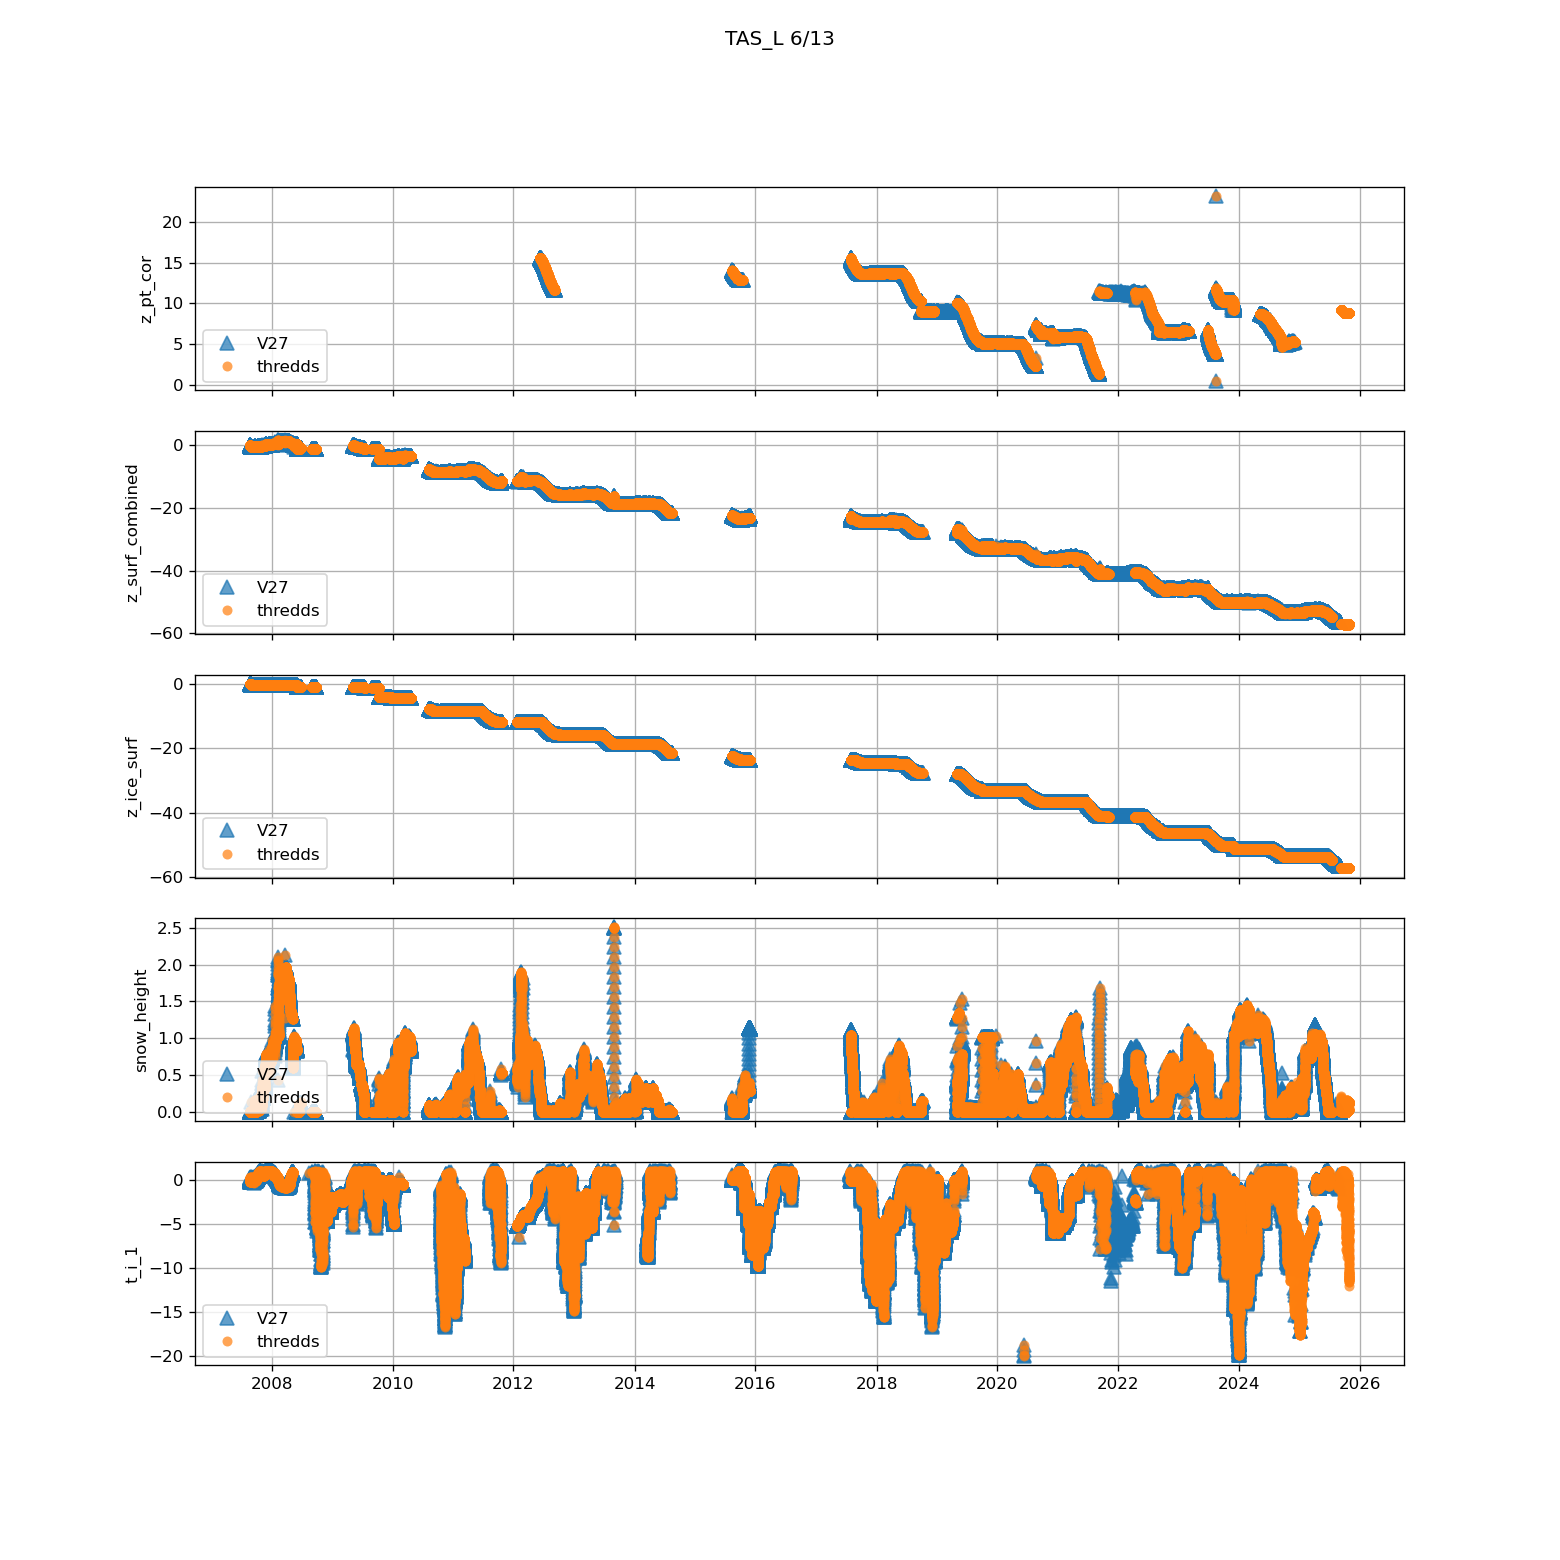 TAS_L 6/13
z_pt_cor
20
15
10
5
0
V27
thredds
z_surf_combined
0
−20
−40
−60
V27
thredds
z_ice_surf
0
−20
−40
−60
V27
thredds
snow_height
2.5
2.0
1.5
1.0
0.5
0.0
V27
thredds
t_i_1
0
−5
−10
−15
−20
V27
thredds
2008 2010 2012 2014 2016 2018 2020 2022 2024 2026